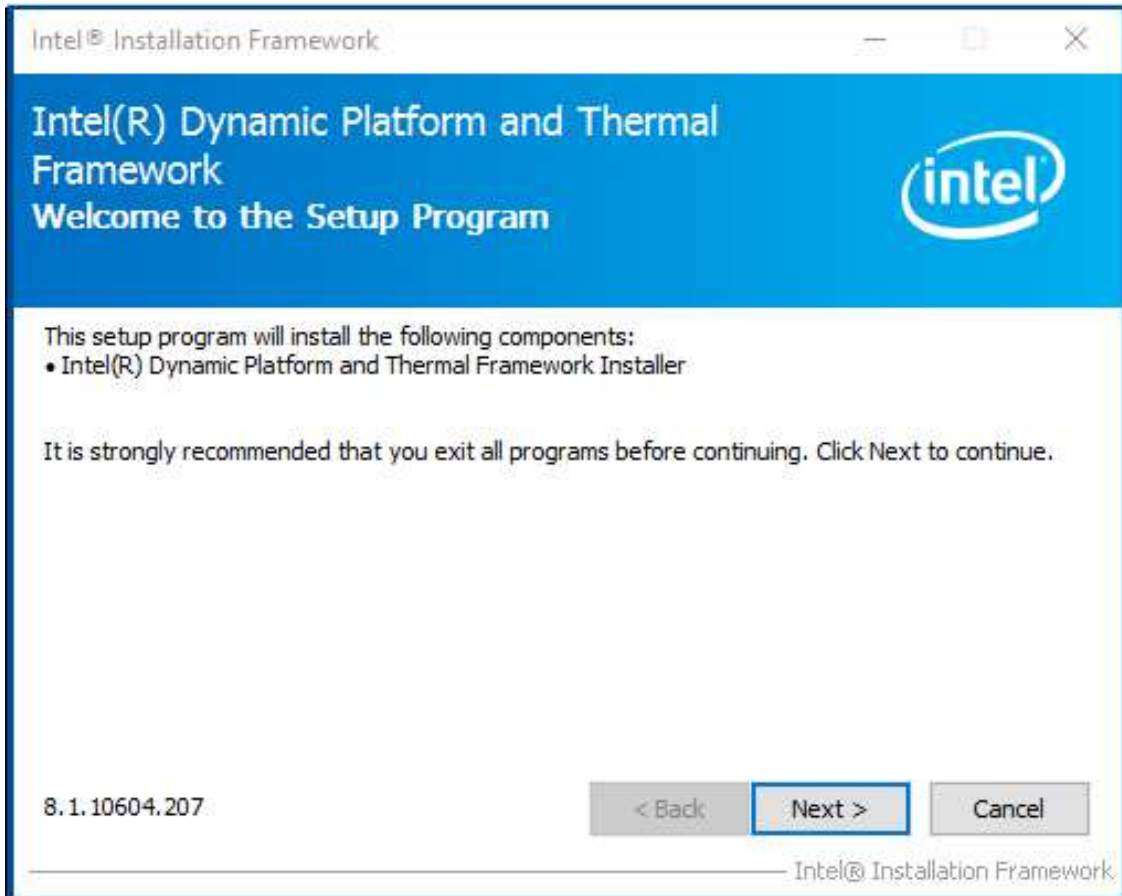 Intel® Installation Framework
Intel(R) Dynamic Platform and Thermal
Framework
Welcome to the Setup Program
intel
This setup program will install the following components:
• Intel(R) Dynamic Platform and Thermal Framework Installer
It is strongly recommended that you exit all programs before continuing. Click Next to continue.
8.1.10604.207
< Back
Next >
Cancel
Intel® Installation Framework